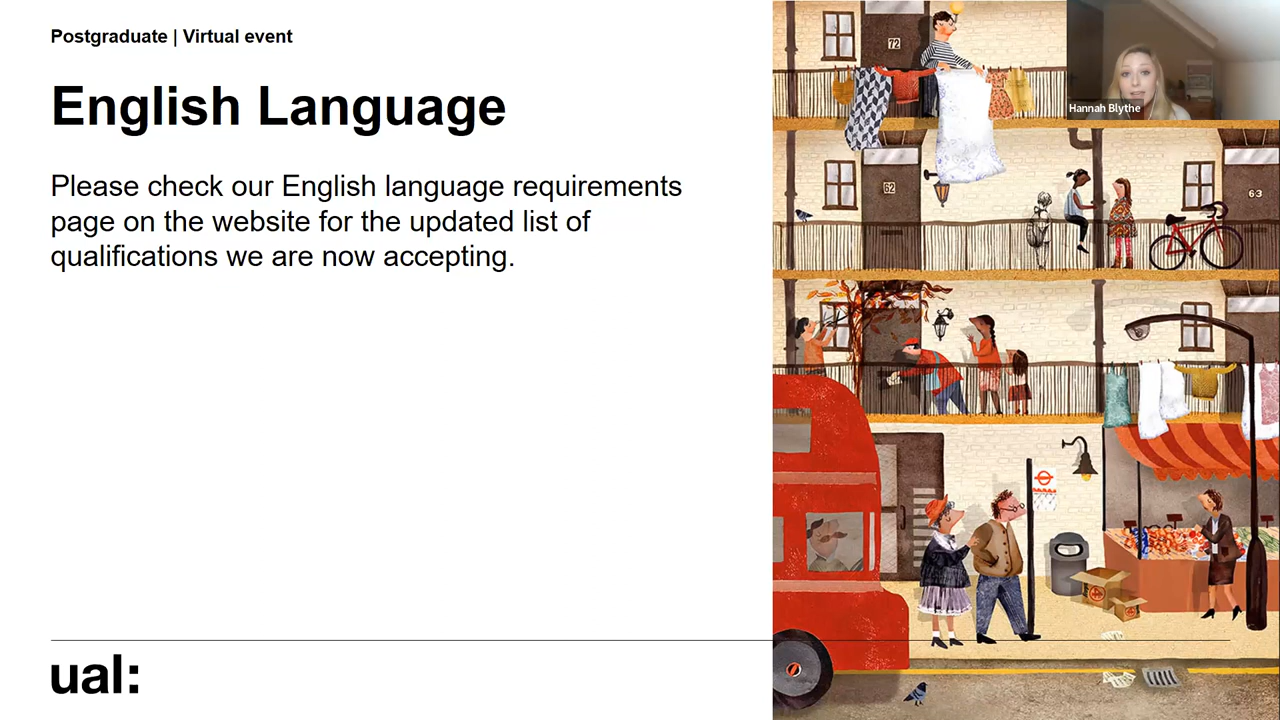 Postgraduate | Virtual event
English Language
Please check our English language requirements
page on the website for the updated list of
qualifications we are now accepting.
ual:
72
Hannah Blythe
62
63